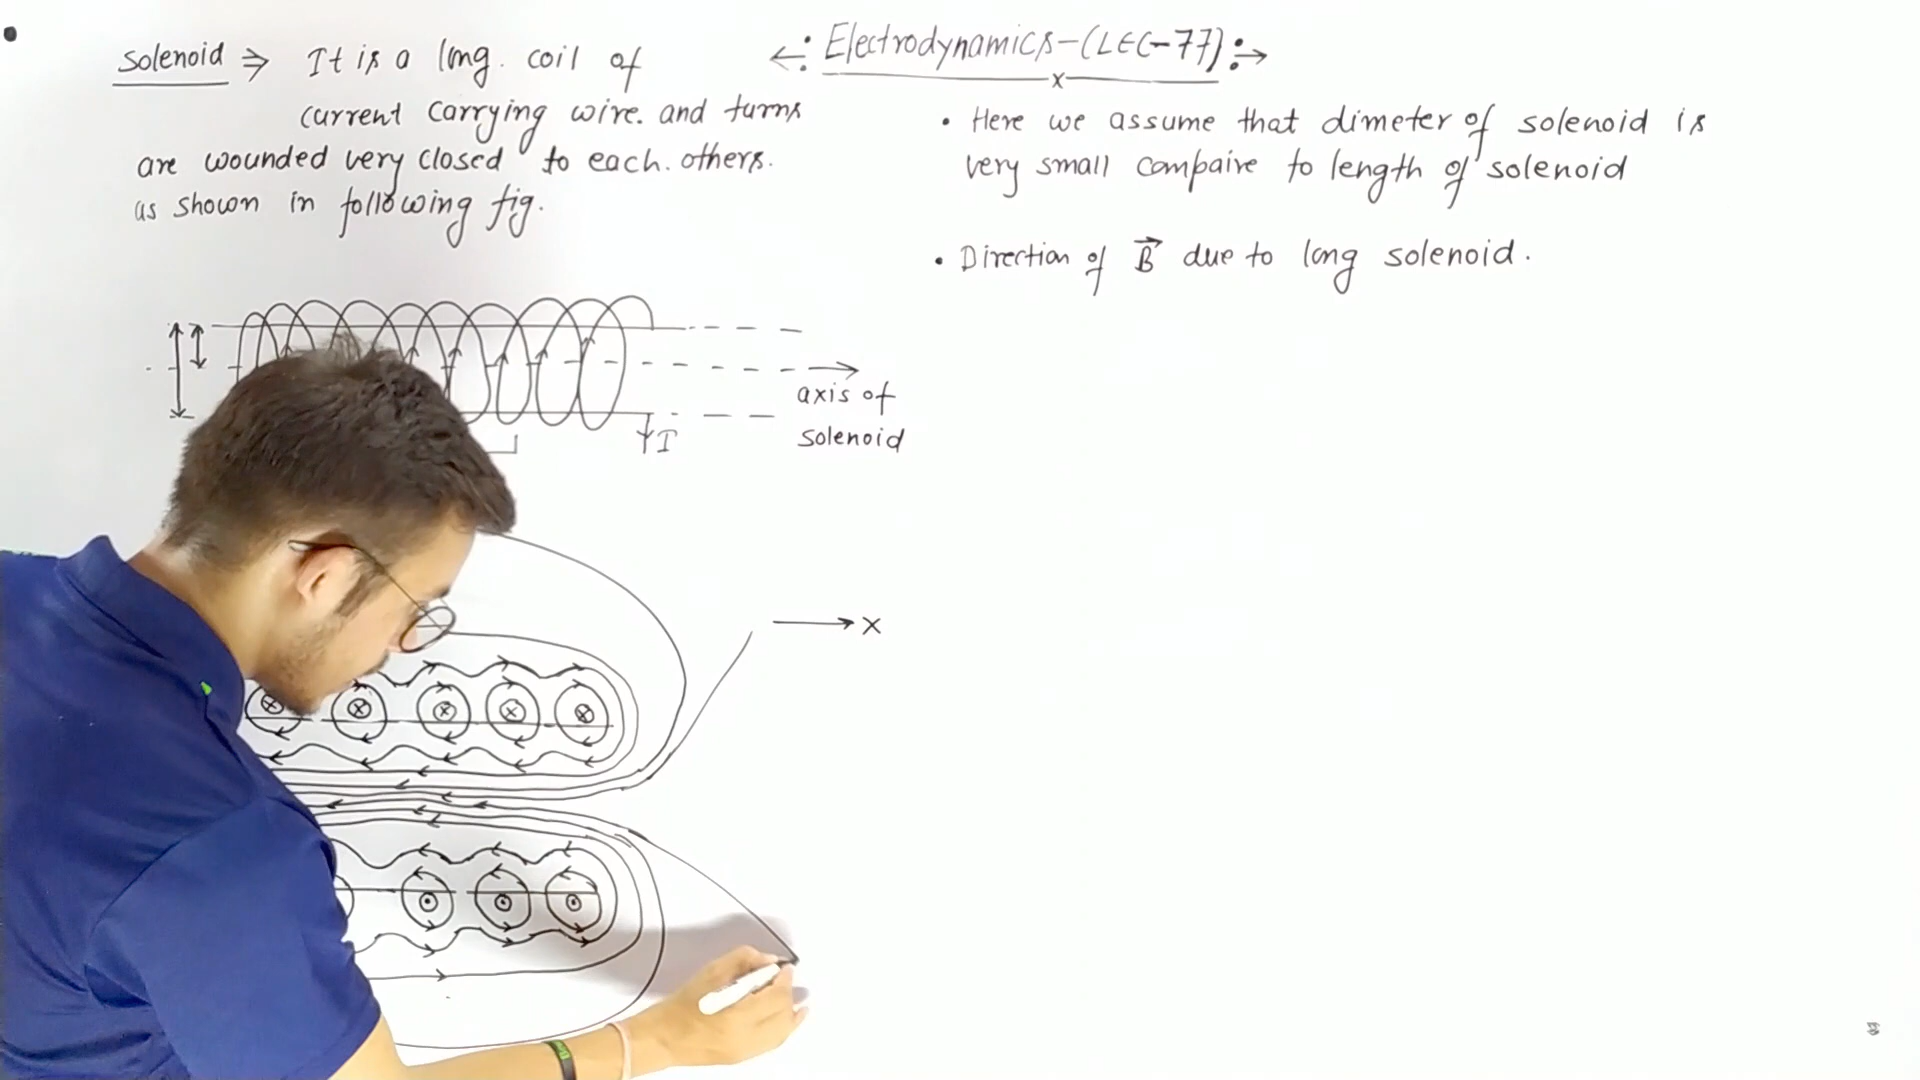 Solenoid ⇒ It is a long. coil of
current carrying wire. and turns
are wounded very closed to each. others.
as shown in following fig.
Electrodynamics-(LEC-77)
x
• Here we assume that dimeter of solenoid is
very small compaire to length of solenoid
• Direction of B⃗ due to long solenoid.
axis of
solenoid
I
→ X